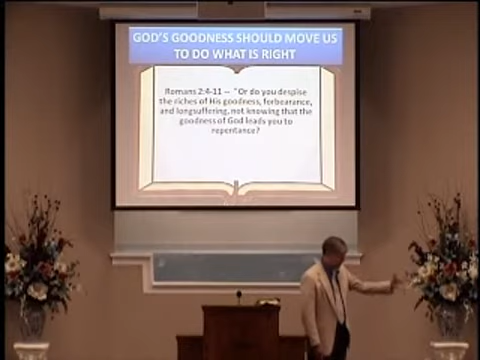 GOD'S GOODNESS SHOULD MOVE US
TO DO WHAT IS RIGHT
Romans 2:4-11 – "Or do you despise
the riches of His goodness, forbearance,
and longsuffering, not knowing that the
goodness of God leads you to
repentance?